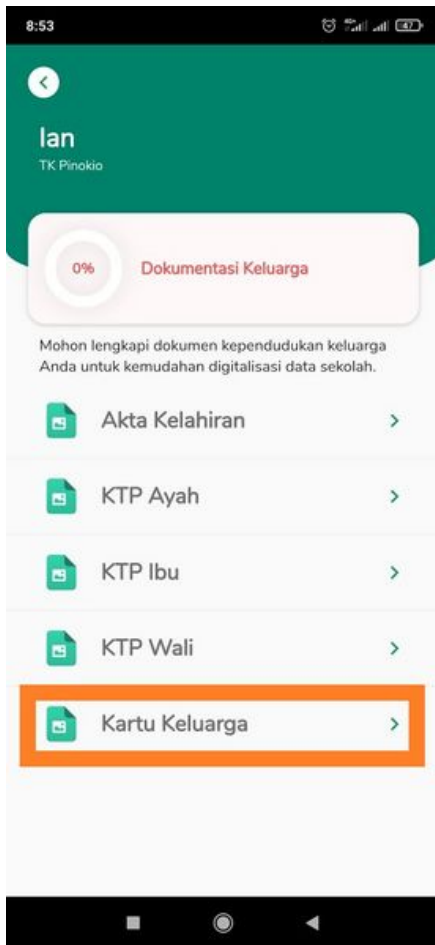 8:53
47
Ian
TK Pinokio
0%
Dokumentasi Keluarga
Mohon lengkapi dokumen kependudukan keluarga
Anda untuk kemudahan digitalisasi data sekolah.
Akta Kelahiran
KTP Ayah
KTP Ibu
KTP Wali
Kartu Keluarga